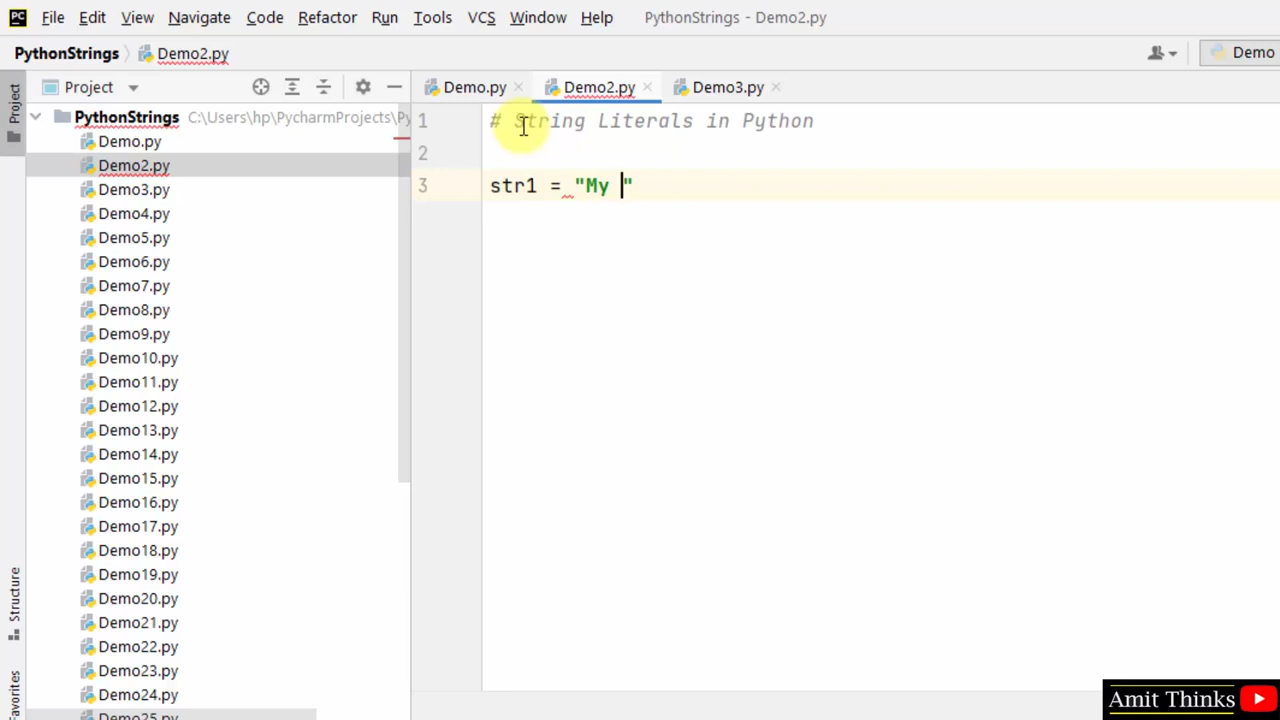 PC File Edit View Navigate Code Refactor Run Tools VCS Window Help PythonStrings - Demo2.py
PythonStrings Demo2.py Demo
Project
Project
Demo.py Demo2.py Demo3.py
PythonStrings C:\Users\hp\PycharmProjects\Py
Demo.py
Demo2.py
Demo3.py
Demo4.py
Demo5.py
Demo6.py
Demo7.py
Demo8.py
Demo9.py
Demo10.py
Demo11.py
Demo12.py
Demo13.py
Demo14.py
Demo15.py
Demo16.py
Demo17.py
Demo18.py
Demo19.py
Demo20.py
Demo21.py
Demo22.py
Demo23.py
Demo24.py
Demo25.py
Structure
Favorites
1 # String Literals in Python
2
3 str1 = "My "
Amit Thinks